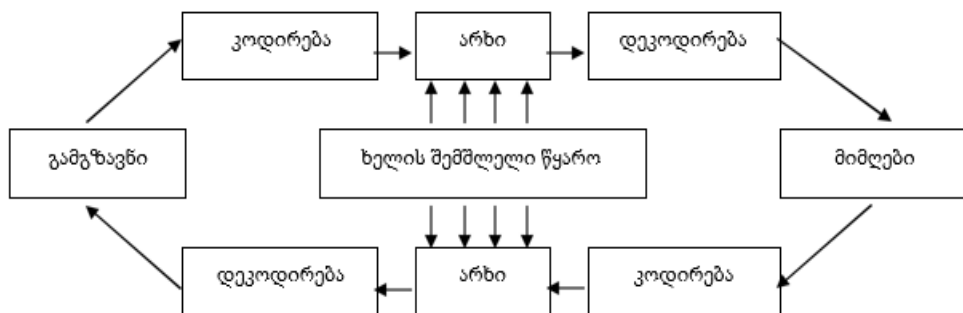 კოდირება
არხი
დეკოდირება
გამგზავნი
ხელის შემშლელი წყარო
მიმღები
დეკოდირება
არხი
კოდირება